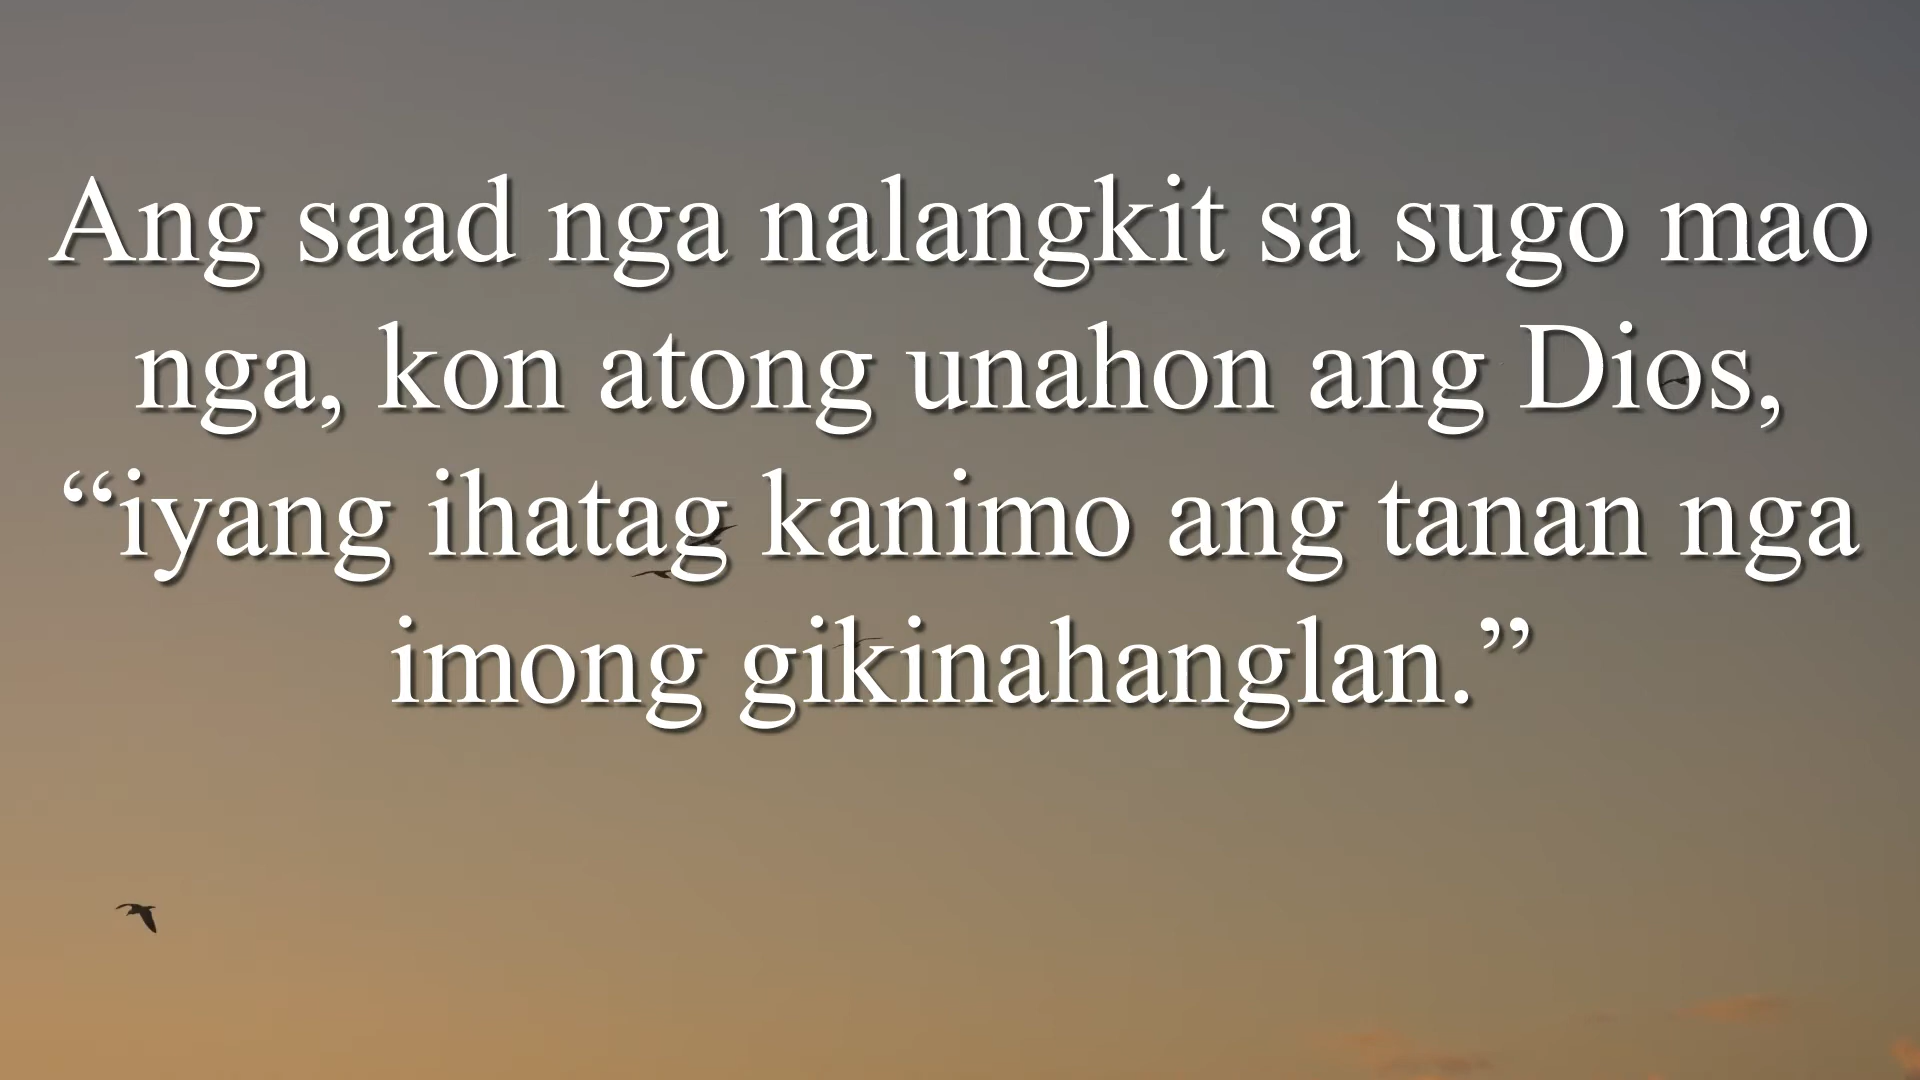 Ang saad nga nalangkit sa sugo mao
nga, kon atong unahon ang Dios,
“iyang ihatag kanimo ang tanan nga
imong gikinahanglan.”